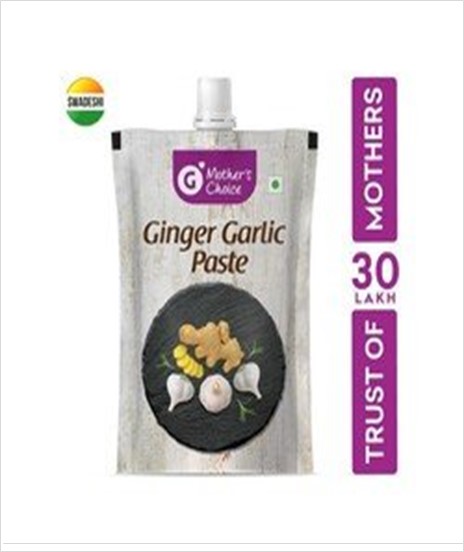 SWADESHI
G
Mother's
Choice
Ginger Garlic
Paste
TRUST OF
30
LAKH
MOTHERS